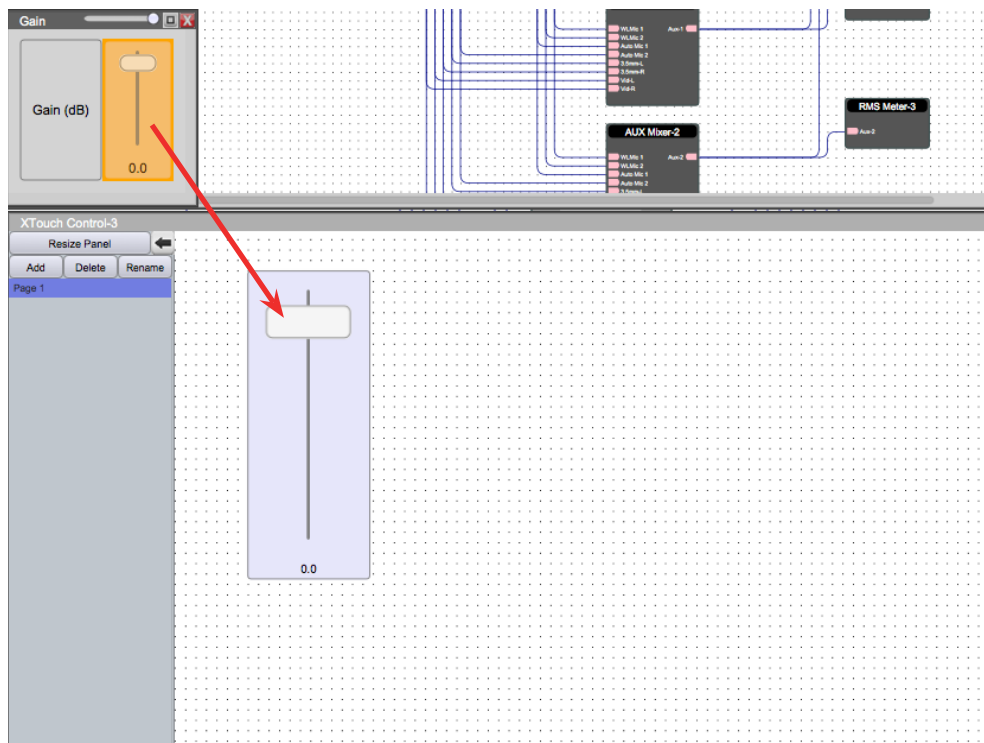 Gain
X
Gain (dB)
0.0
WLMic 1
WLMic 2
Auto Mic 1
Auto Mic 2
3.5mm-L
3.5mm-R
Vid-L
Vid-R
Aux-1
AUX Mixer-2
WLMic 1
WLMic 2
Auto Mic 1
Auto Mic 2
3.5mm-L
Aux-2
RMS Meter-3
Aux-2
XTouch Control-3
Resize Panel
Add
Delete
Rename
Page 1
0.0